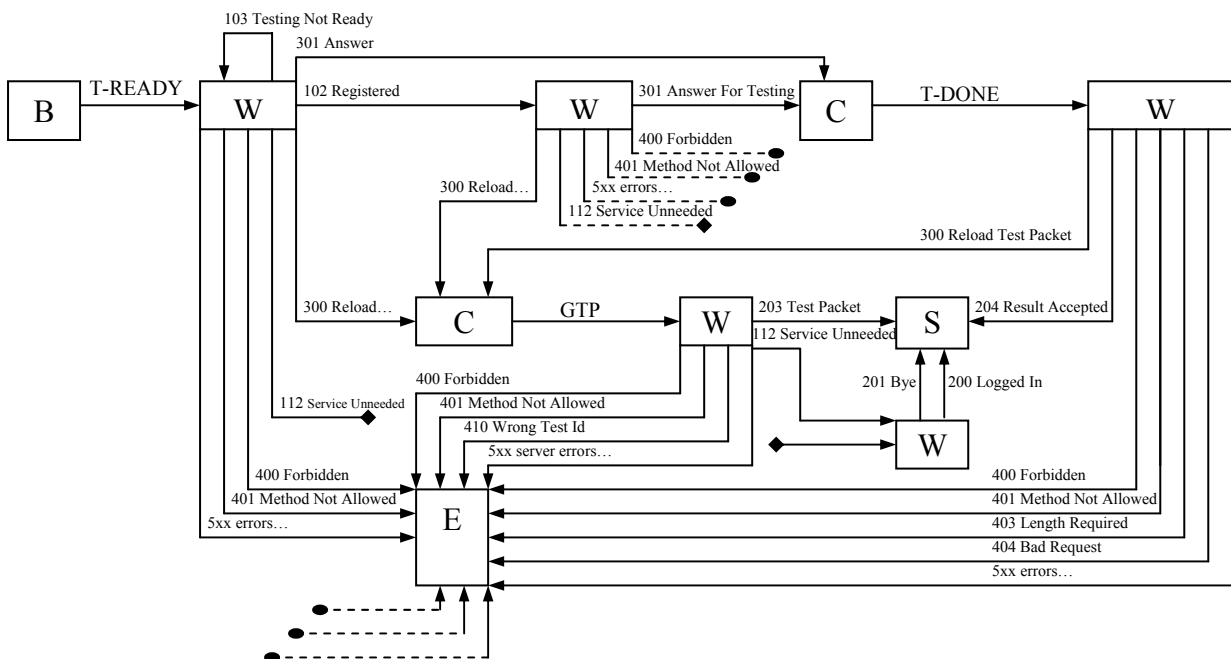 103 Testing Not Ready
301 Answer
B
T-READY
W
102 Registered
W
301 Answer For Testing
C
T-DONE
W
400 Forbidden
401 Method Not Allowed
5xx errors…
112 Service Unneeded
300 Reload…
300 Reload Test Packet
300 Reload…
C
GTP
W
203 Test Packet
S
204 Result Accepted
112 Service Unneeded
201 Bye
200 Logged In
W
112 Service Unneeded
400 Forbidden
401 Method Not Allowed
410 Wrong Test Id
5xx server errors…
400 Forbidden
401 Method Not Allowed
5xx errors…
E
400 Forbidden
401 Method Not Allowed
403 Length Required
404 Bad Request
5xx errors…